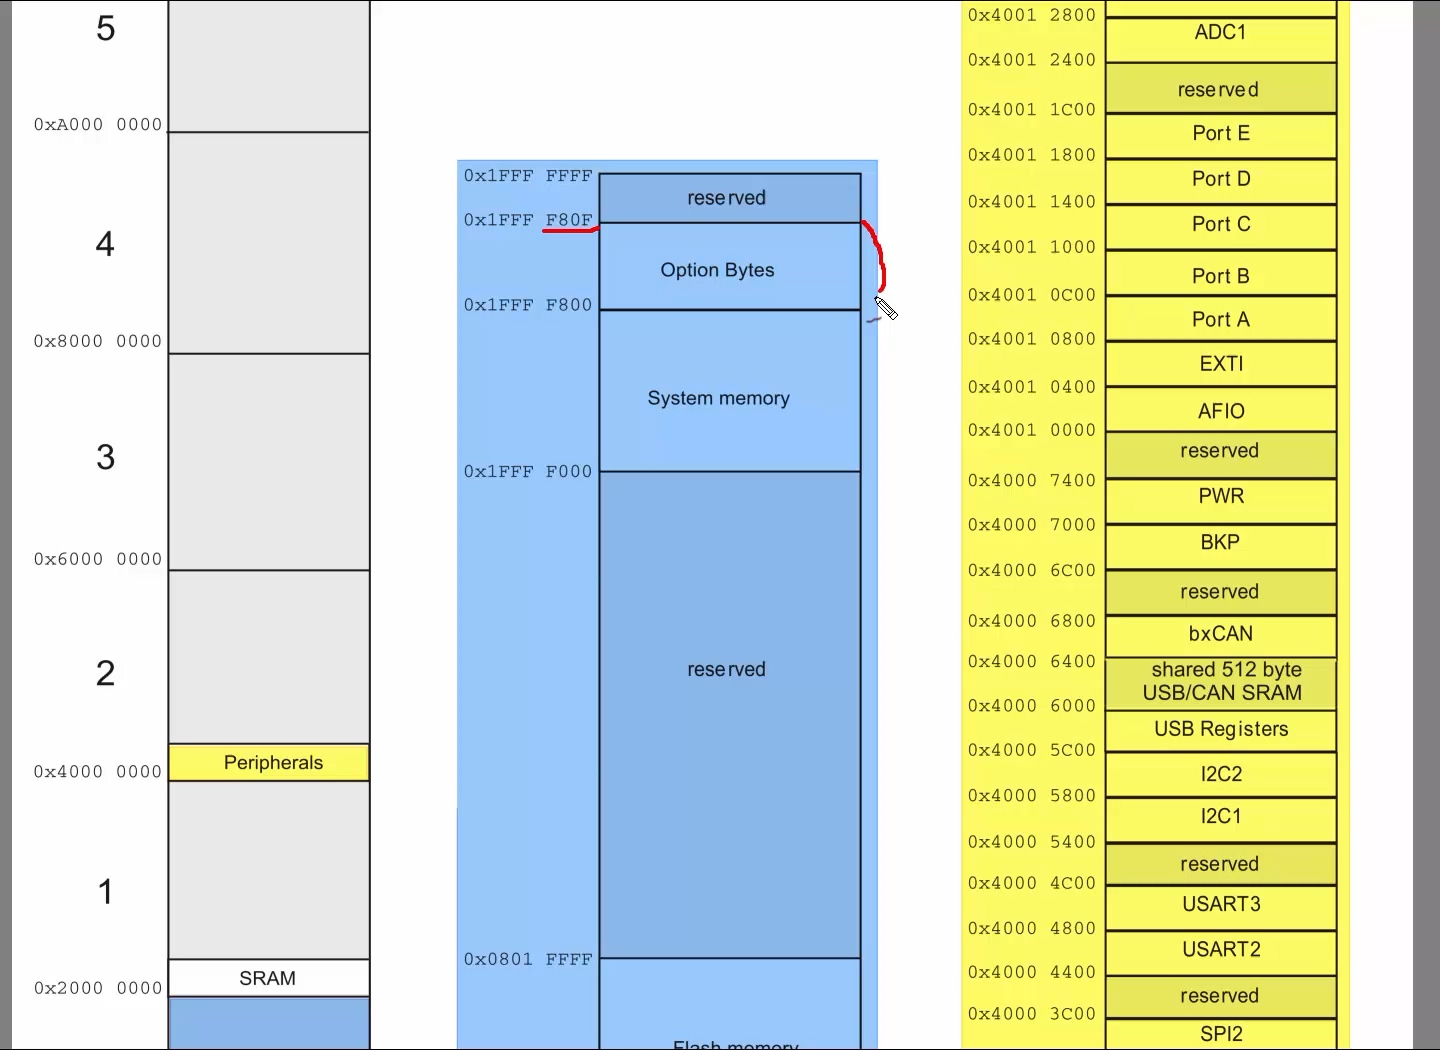 5
0xA000 0000
4
0x8000 0000
3
0x6000 0000
2
Peripherals
0x4000 0000
1
SRAM
0x2000 0000
0x1FFF FFFF
reserved
0x1FFF F80F
Option Bytes
0x1FFF F800
System memory
0x1FFF F000
reserved
0x0801 FFFF
Flash memory
0x4001 2800
ADC1
0x4001 2400
reserved
0x4001 1C00
Port E
0x4001 1800
Port D
0x4001 1400
Port C
0x4001 1000
Port B
0x4001 0C00
Port A
0x4001 0800
EXTI
0x4001 0400
AFIO
0x4001 0000
reserved
0x4000 7400
PWR
0x4000 7000
BKP
0x4000 6C00
reserved
0x4000 6800
bxCAN
0x4000 6400
shared 512 byte
USB/CAN SRAM
0x4000 6000
USB Registers
0x4000 5C00
I2C2
0x4000 5800
I2C1
0x4000 5400
reserved
0x4000 4C00
USART3
0x4000 4800
USART2
0x4000 4400
reserved
0x4000 3C00
SPI2